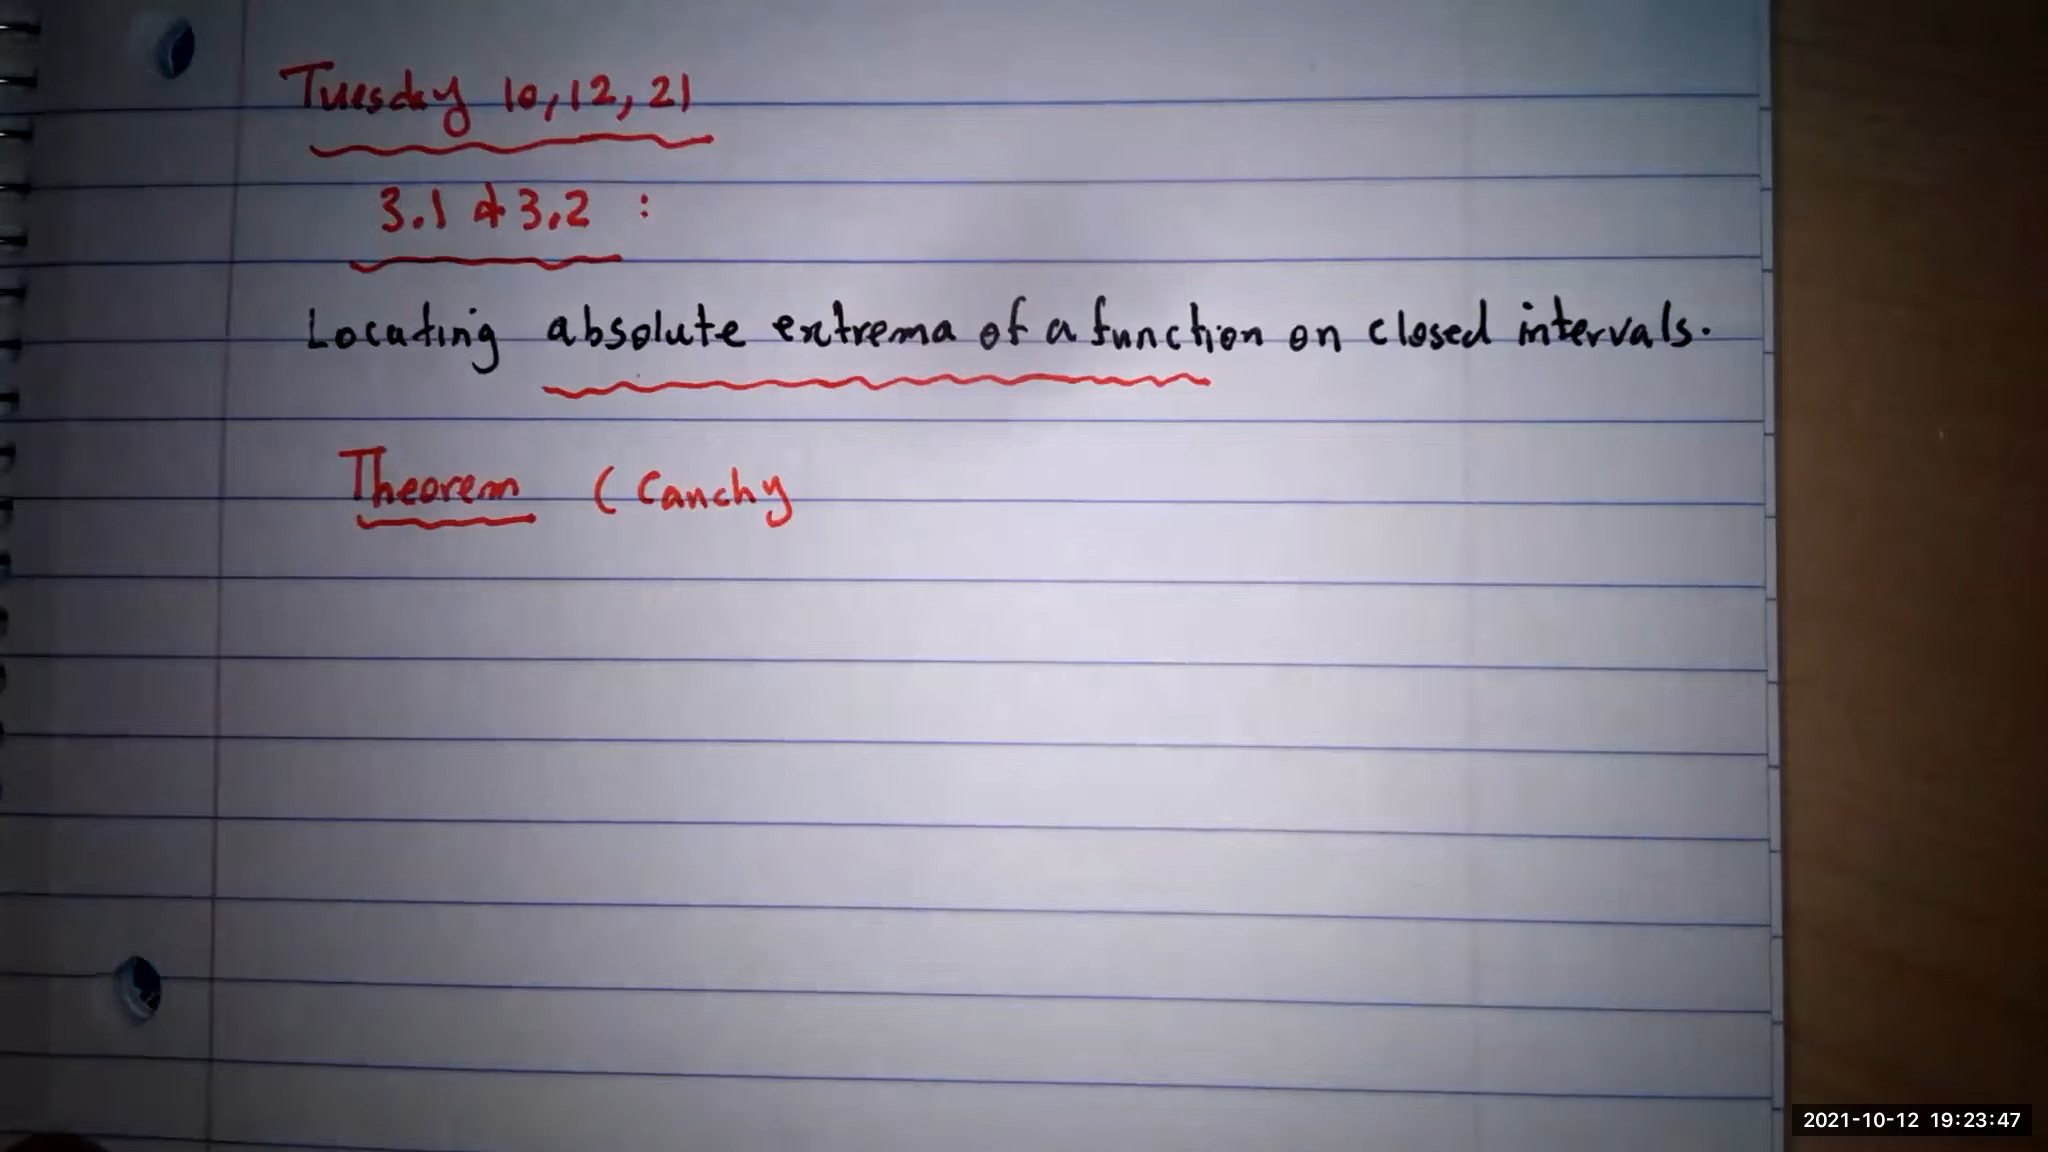 Tuesday 10,12,21
3.1 & 3.2 :
Locating absolute extrema of a function on closed intervals.
Theorem (Cauchy
2021-10-12 19:23:47